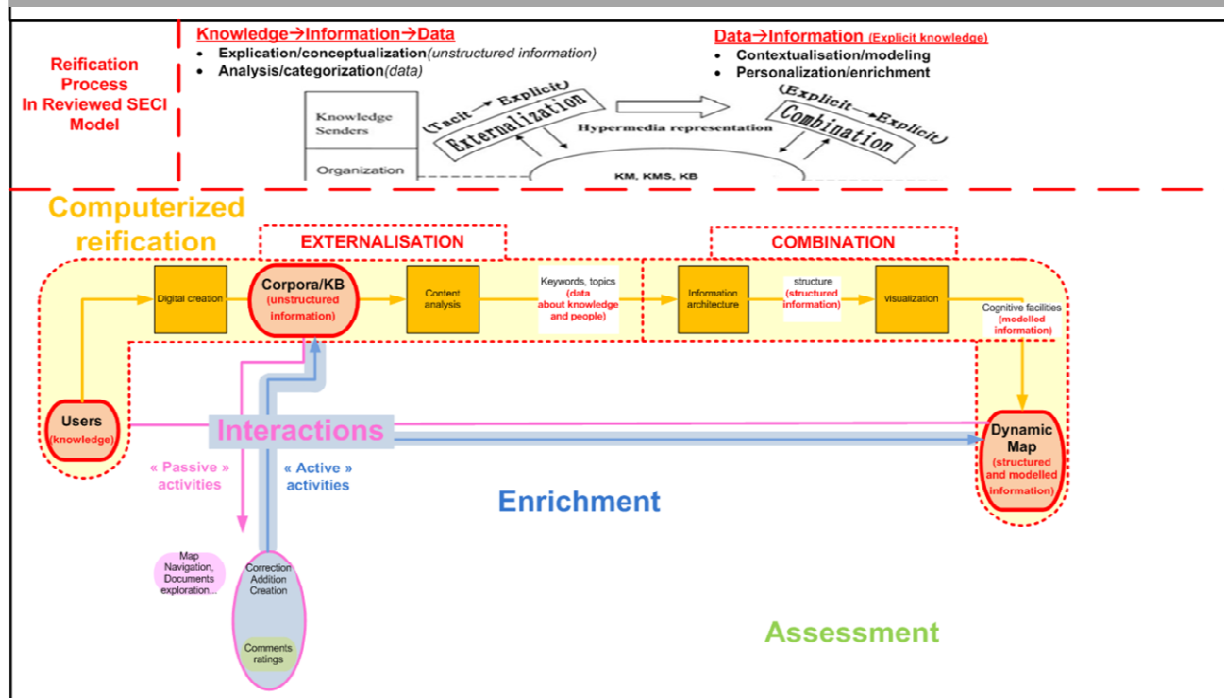 Reification
Process
In Reviewed SECI
Model
Knowledge→Information→Data
• Explication/conceptualization(unstructured information)
• Analysis/categorization(data)
Data→Information (Explicit knowledge)
• Contextualisation/modeling
• Personalization/enrichment
Knowledge
Senders
Organization
(Tacit → Explicit)
Externalization
Hypermedia representation
(Explicit → Explicit)
Combination
KM, KMS, KB
Computerized
reification
EXTERNALISATION
COMBINATION
Digital creation
Corpora/KB
(unstructured
information)
Content
analysis
Keywords, topics
(data
about knowledge
and people)
Information
architecture
structure
(structured
information)
visualization
Cognitive facilities
(modelled
information)
Users
(knowledge)
Interactions
Dynamic
Map
(structured
and modelled
information)
« Passive »
activities
« Active »
activities
Enrichment
Map
Navigation,
Documents
exploration...
Correction
Addition
Creation
Comments
ratings
Assessment